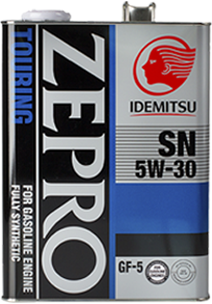 ZEPRO
TOURING
FOR GASOLINE ENGINE
FULLY SYNTHETIC
IDEMITSU
SN
5W-30
GF-5